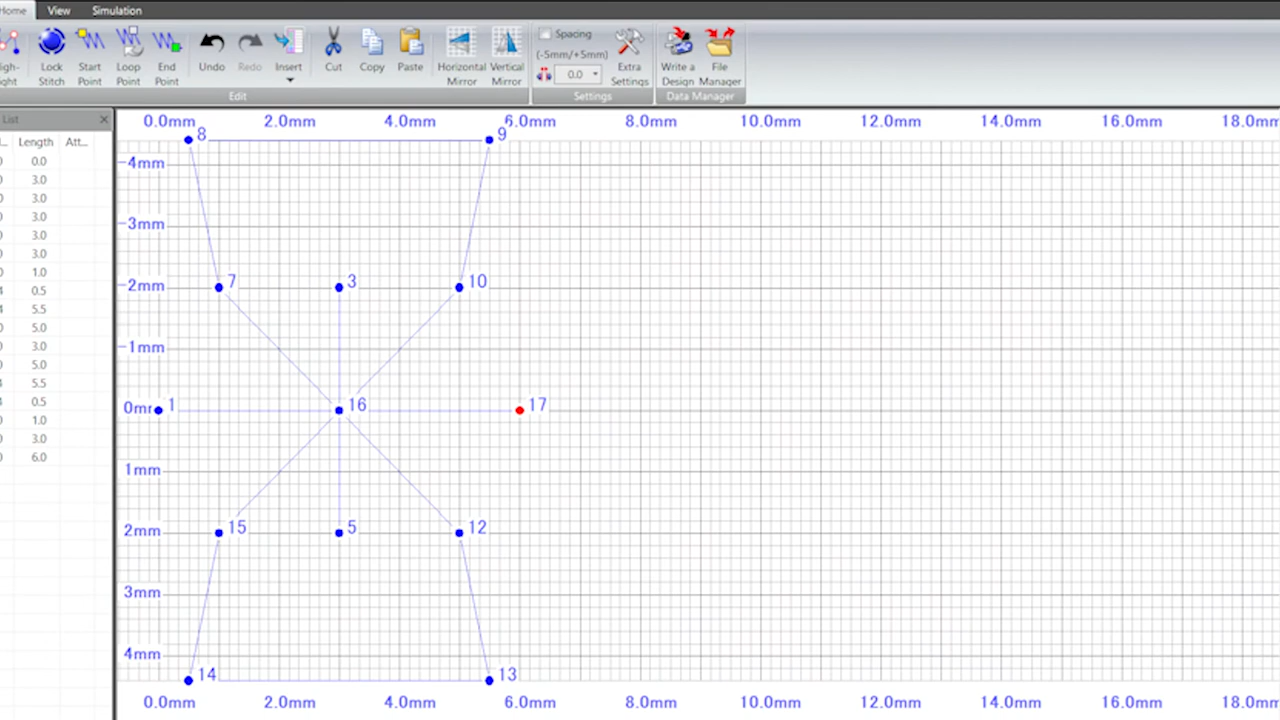 Home View Simulation
Lock Stitch
Start Point
Loop Point
End Point
Undo
Redo
Insert
Cut
Copy
Paste
Horizontal Mirror
Vertical Mirror
Spacing
(-5mm/+5mm)
0.0
Extra Settings
Write a Design
File Manager
Edit Settings Data Manager
List
Length Att...
0.0
3.0
3.0
3.0
3.0
3.0
1.0
0.5
5.5
5.0
3.0
5.0
5.5
0.5
1.0
3.0
6.0
0.0mm 2.0mm 4.0mm 6.0mm 8.0mm 10.0mm 12.0mm 14.0mm 16.0mm 18.0mm
8 9
-4mm
-3mm
-2mm 7 3 10
-1mm
0m 1 16 17
1mm
2mm 15 5 12
3mm
4mm
14 13
0.0mm 2.0mm 4.0mm 6.0mm 8.0mm 10.0mm 12.0mm 14.0mm 16.0mm 18.0mm